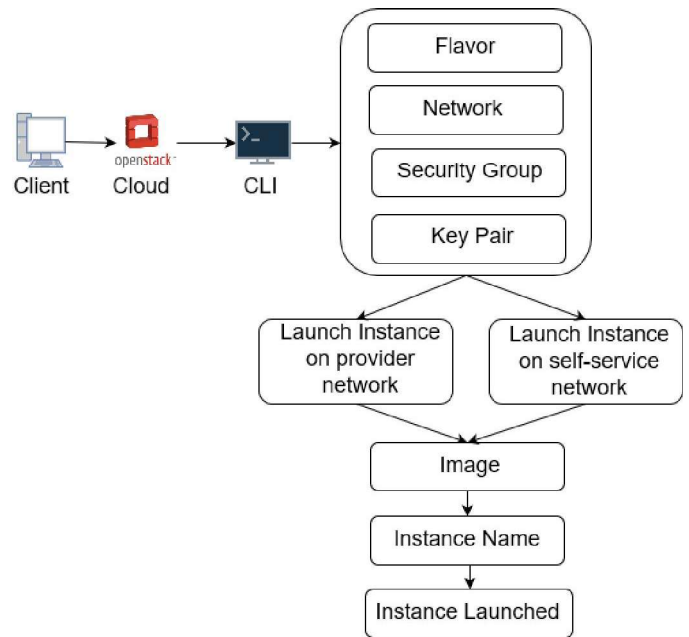 Flavor
Network
Security Group
Key Pair
>_
openstack™
Client
Cloud
CLI
Launch Instance
on provider
network
Launch Instance
on self-service
network
Image
Instance Name
Instance Launched